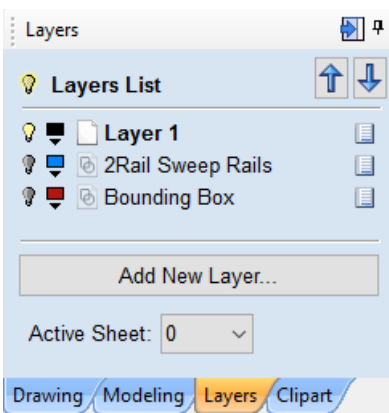 Layers
Layers List
Layer 1
2Rail Sweep Rails
Bounding Box
Add New Layer...
Active Sheet: 0
Drawing Modeling Layers Clipart